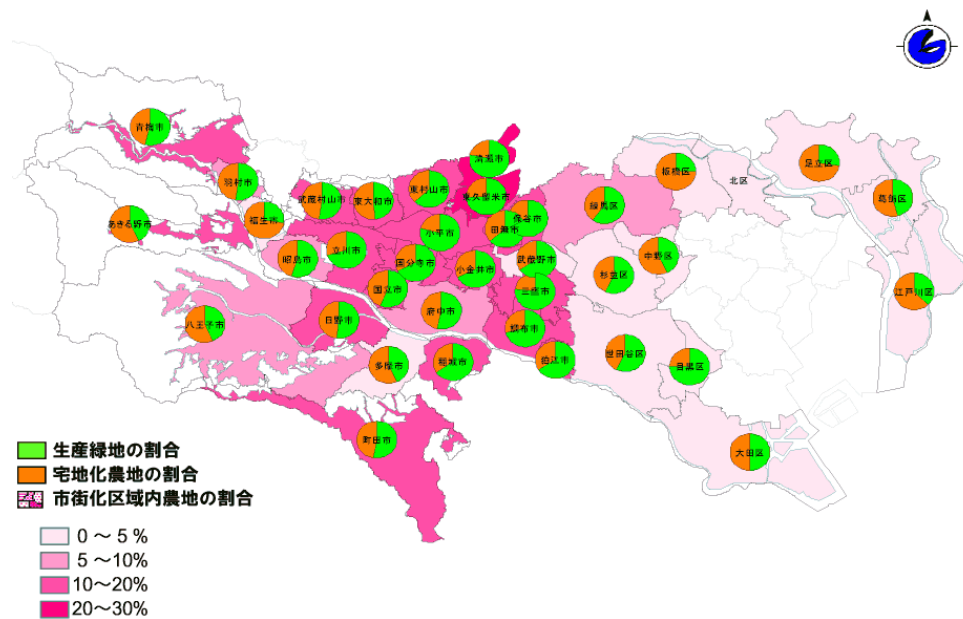 青梅市
羽村市
福生市
あきる野市
武蔵村山市
東大和市
東村山市
清瀬市
東久留米市
保谷市
田無市
小平市
立川市
昭島市
国分寺市
小金井市
武蔵野市
三鷹市
国立市
府中市
調布市
狛江市
日野市
八王子市
多摩市
稲城市
町田市
練馬区
板橋区
北区
足立区
葛飾区
江戸川区
中野区
杉並区
世田谷区
目黒区
大田区
生産緑地の割合
宅地化農地の割合
市街化区域内農地の割合
0～5%
5～10%
10～20%
20～30%